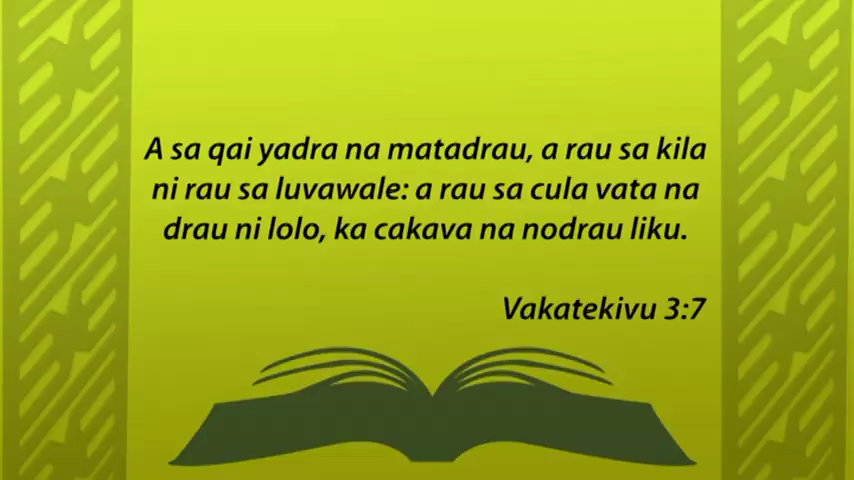 A sa qai yadra na matadrau, a rau sa kila
ni rau sa luvawale: a rau sa cula vata na
drau ni lolo, ka cakava na nodrau liku.
Vakatekivu 3:7